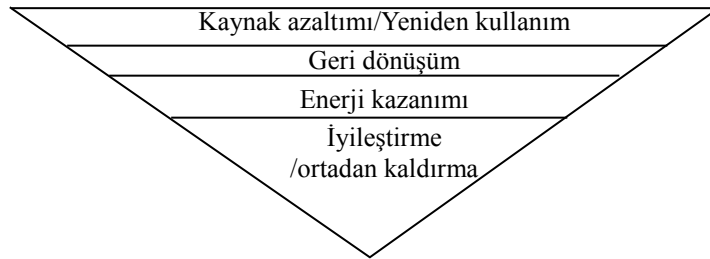 Kaynak azaltımı/Yeniden kullanım
Geri dönüşüm
Enerji kazanımı
İyileştirme
/ortadan kaldırma